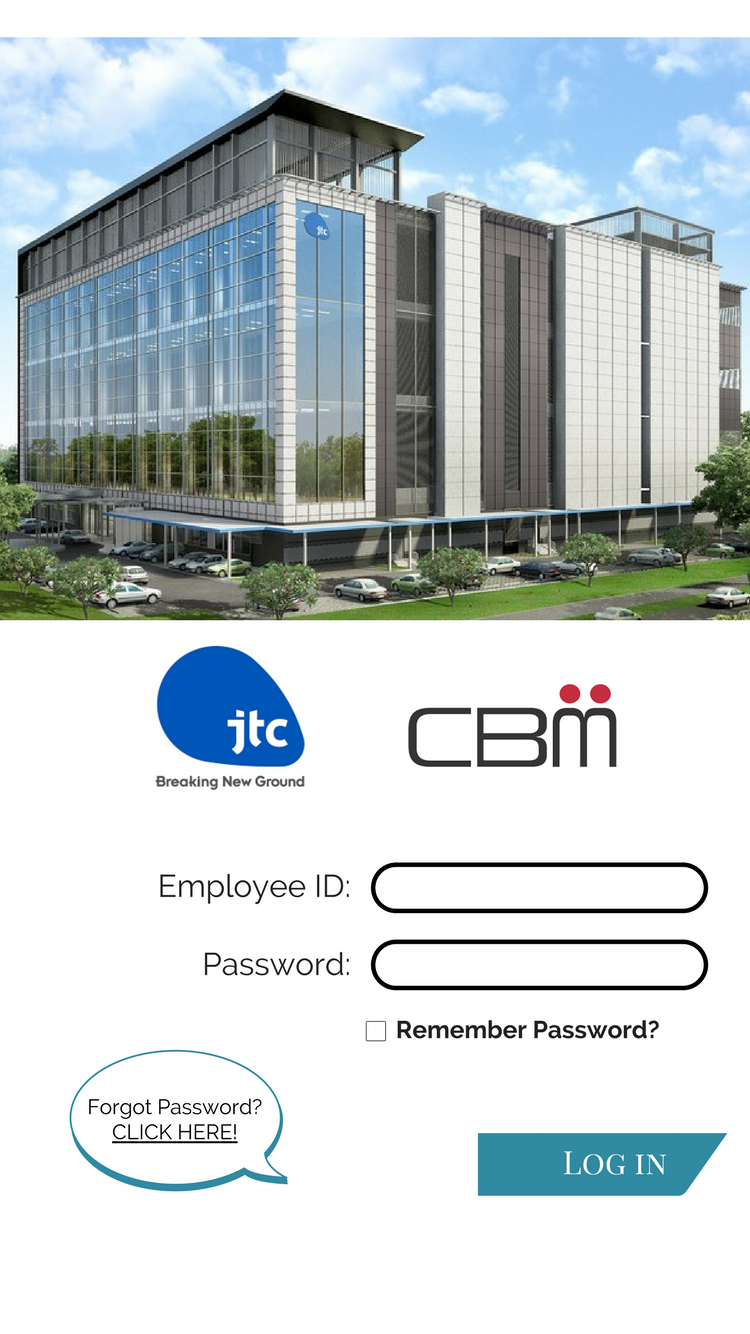 jtc
jtc
Breaking New Ground
CBm
Employee ID:
Password:
Remember Password?
Forgot Password?
CLICK HERE!
LOG IN